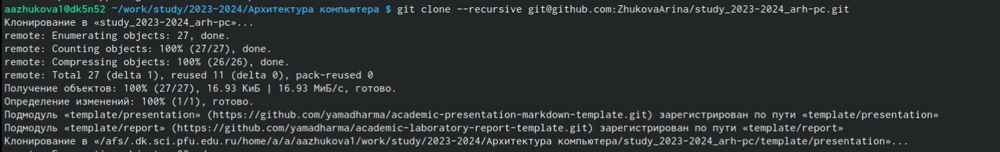 aazhukova1@dk5n52 ~/work/study/2023-2024/Архитектура компьютера $ git clone --recursive git@github.com:ZhukovaArina/study_2023-2024_arh-pc.git
Клонирование в «study_2023-2024_arh-pc»...
remote: Enumerating objects: 27, done.
remote: Counting objects: 100% (27/27), done.
remote: Compressing objects: 100% (26/26), done.
remote: Total 27 (delta 1), reused 11 (delta 0), pack-reused 0
Получение объектов: 100% (27/27), 16.93 КиБ | 16.93 МиБ/с, готово.
Определение изменений: 100% (1/1), готово.
Подмодуль «template/presentation» (https://github.com/yamadharma/academic-presentation-markdown-template.git) зарегистрирован по пути «template/presentation»
Подмодуль «template/report» (https://github.com/yamadharma/academic-laboratory-report-template.git) зарегистрирован по пути «template/report»
Клонирование в «/afs/.dk.sci.pfu.edu.ru/home/a/a/aazhukova1/work/study/2023-2024/Архитектура компьютера/study_2023-2024_arh-pc/template/presentation»...